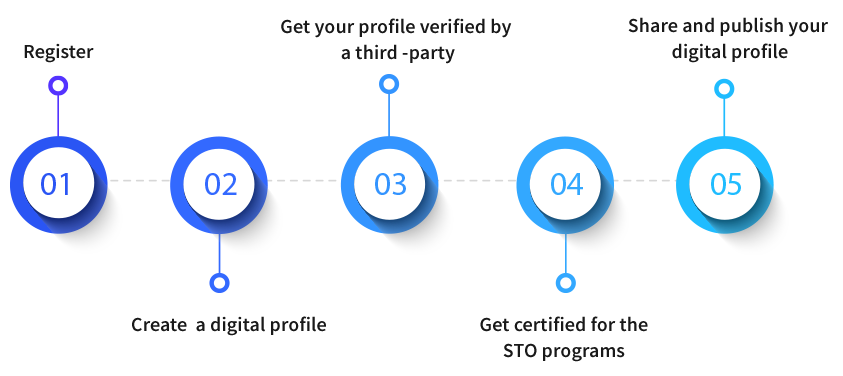 Register
01
Create  a digital profile
02
Get your profile verified by
a third -party
03
Get certified for the
STO programs
04
Share and publish your
digital profile
05